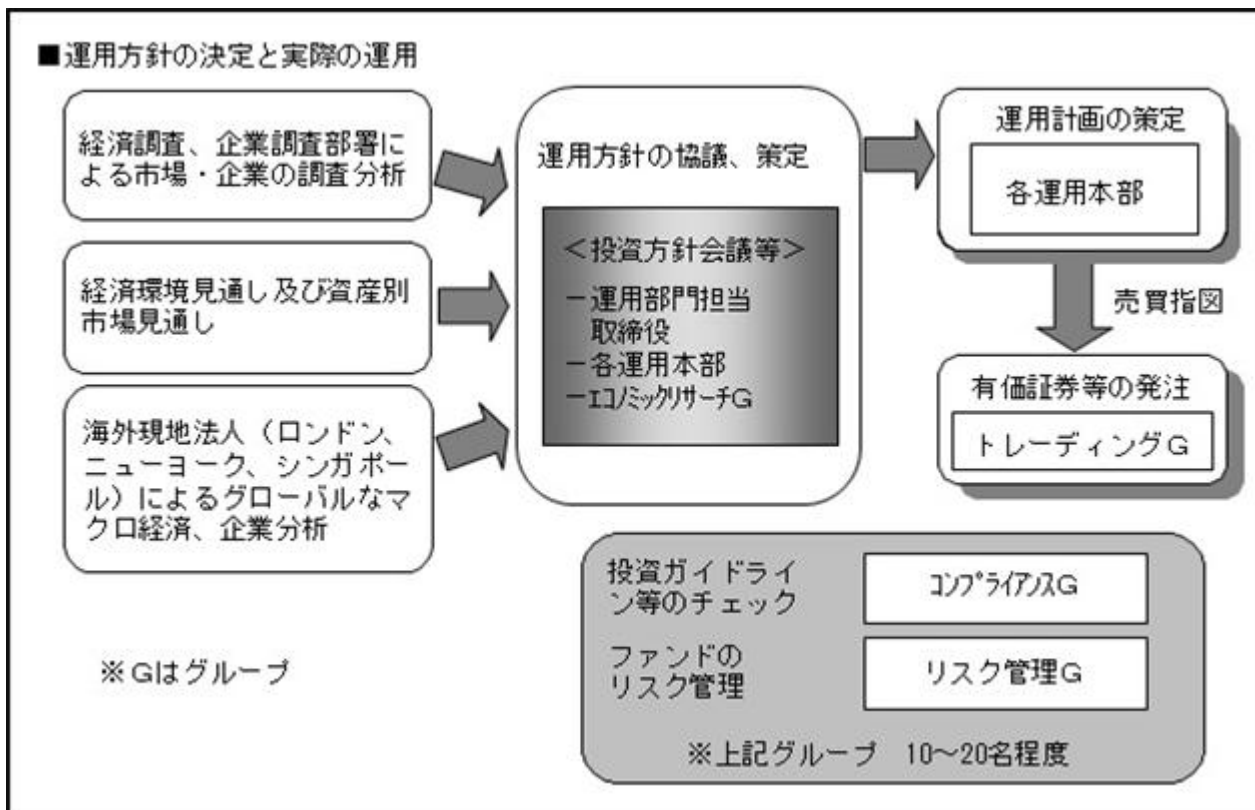 ■運用方針の決定と実際の運用
経済調査、企業調査部署に
よる市場・企業の調査分析
経済環境見通し及び資産別
市場見通し
海外現地法人（ロンドン、
ニューヨーク、シンガポー
ル）によるグローバルなマ
クロ経済、企業分析
※Gはグループ
運用方針の協議、策定
＜投資方針会議等＞
－運用部門担当
取締役
－各運用本部
－ｴｺﾉﾐｯｸﾘｻｰﾁG
運用計画の策定
各運用本部
売買指図
有価証券等の発注
トレーディングG
投資ガイドライ
ン等のチェック
ｺﾝﾌﾟﾗｲｱﾝｽG
ファンドの
リスク管理
リスク管理G
※上記グループ　10～20名程度